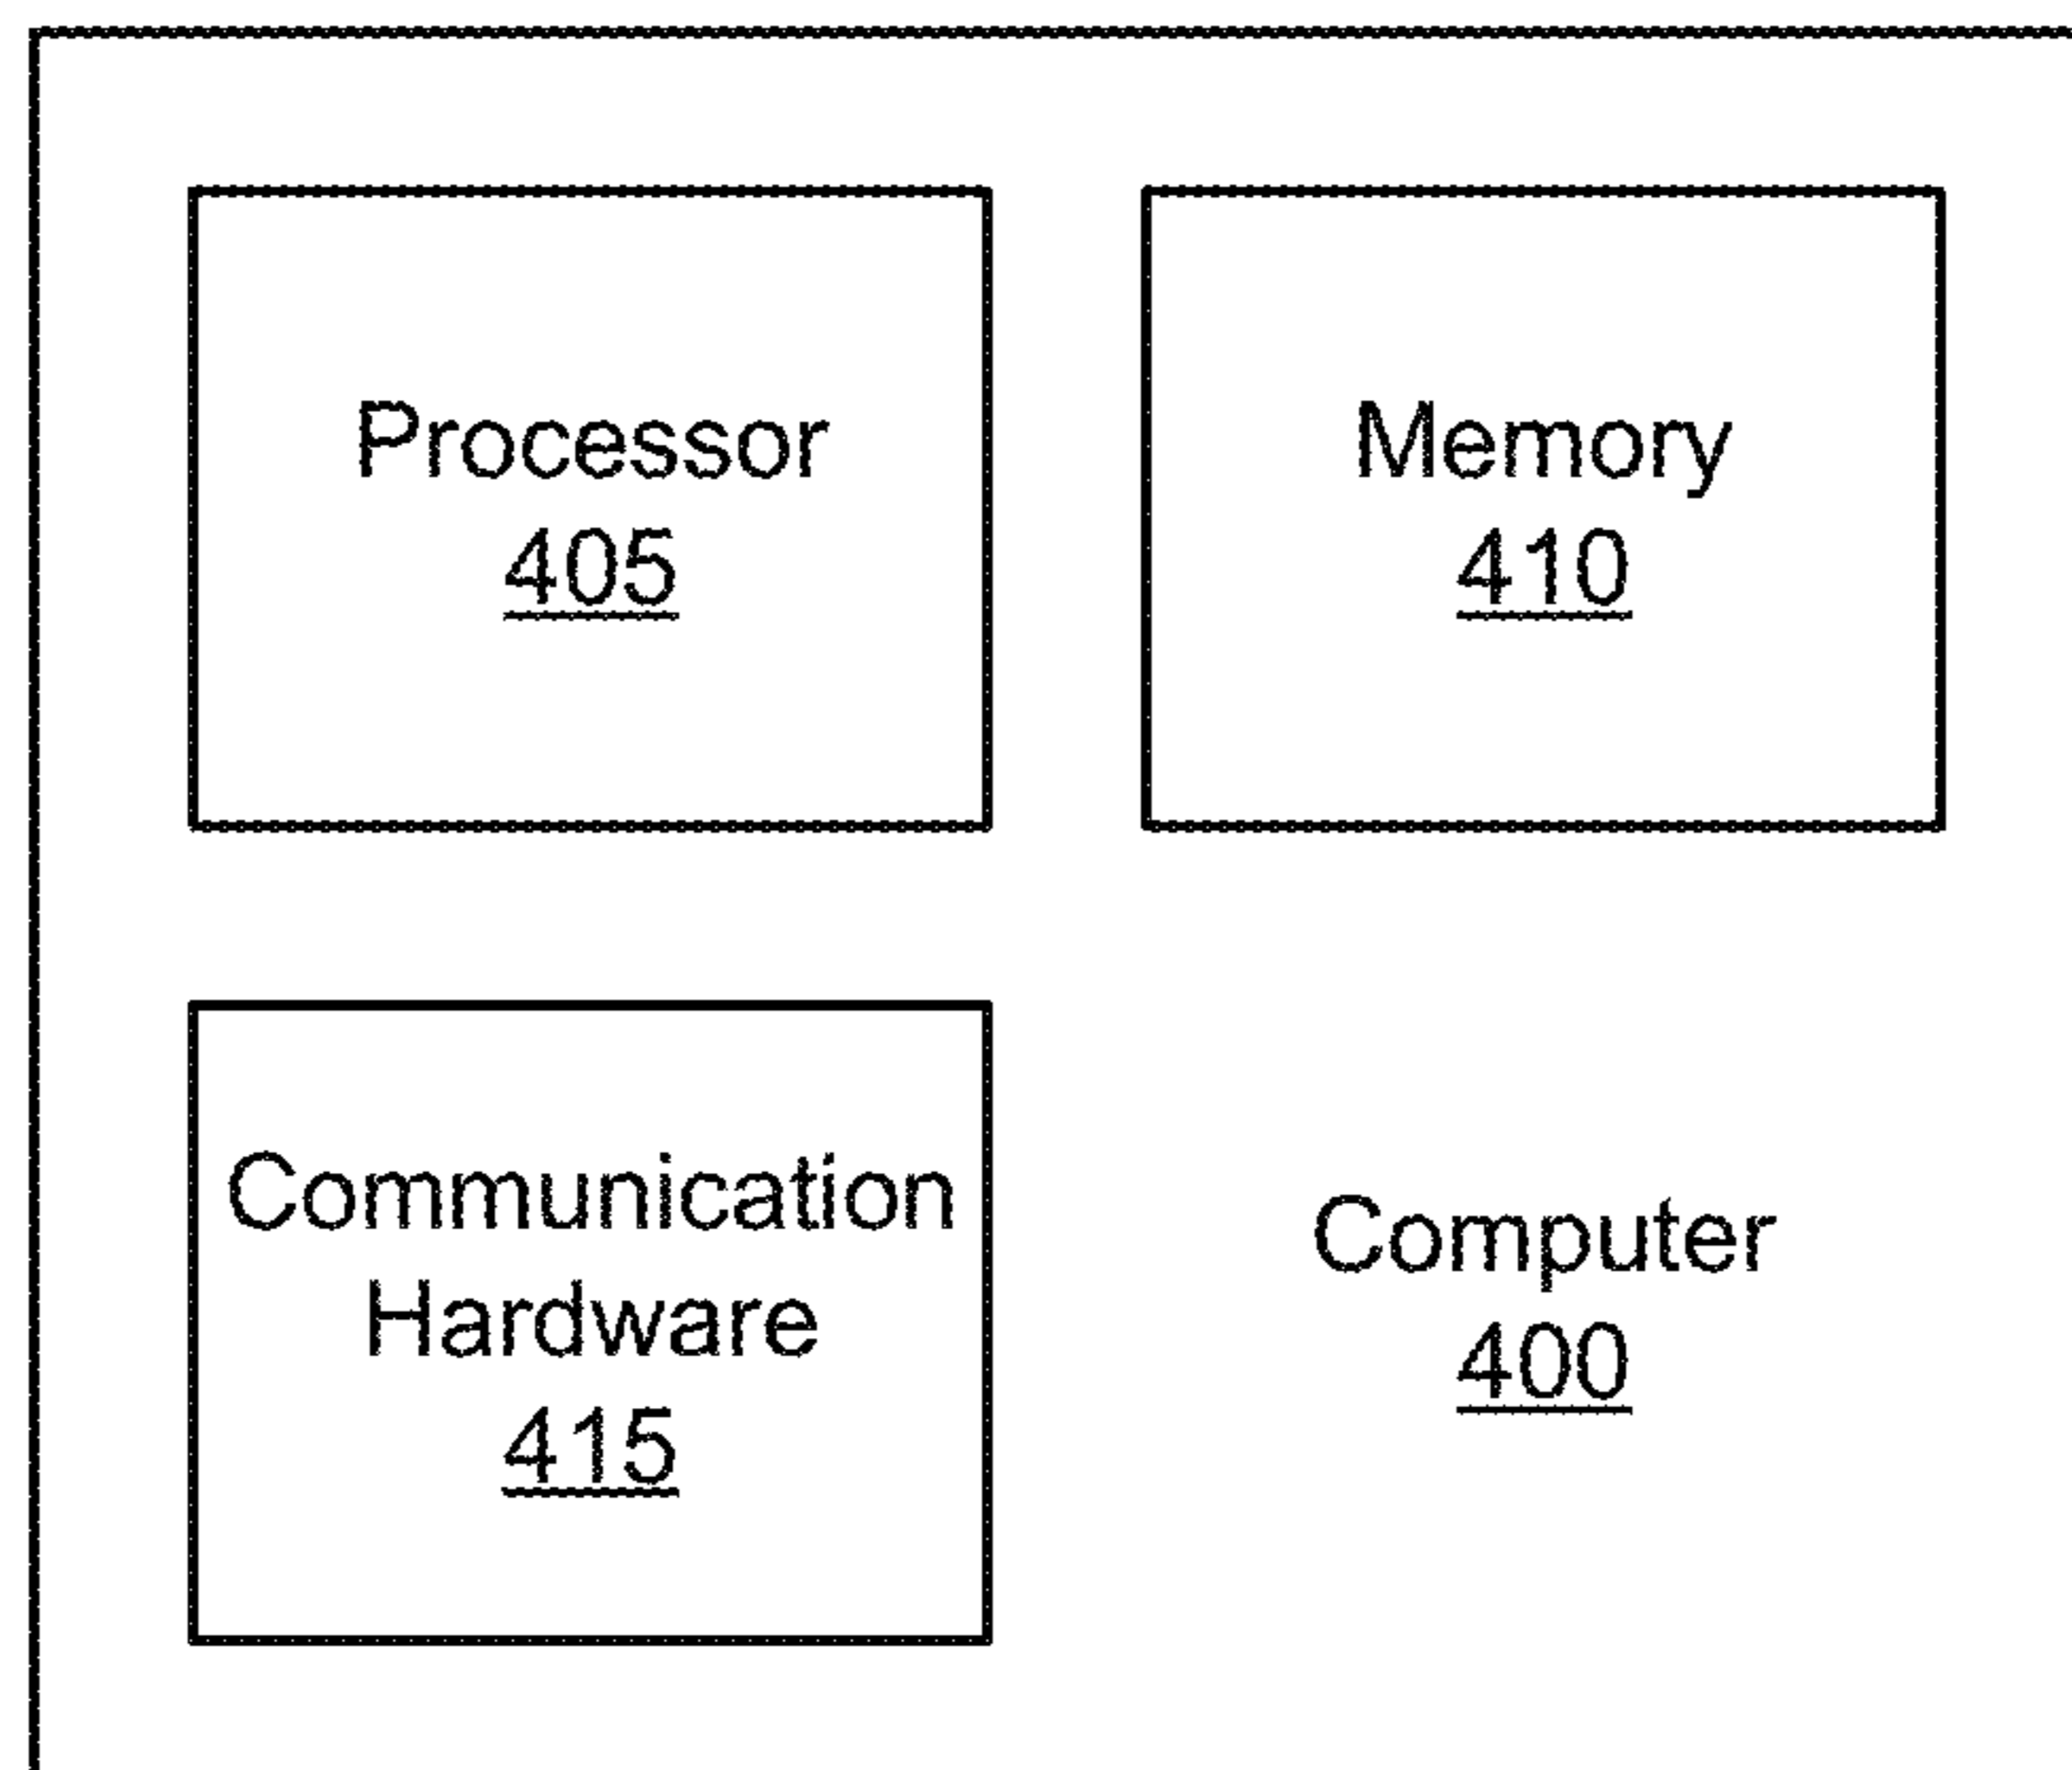 Processor
405
Memory
410
Communication
Hardware
415
Computer
400